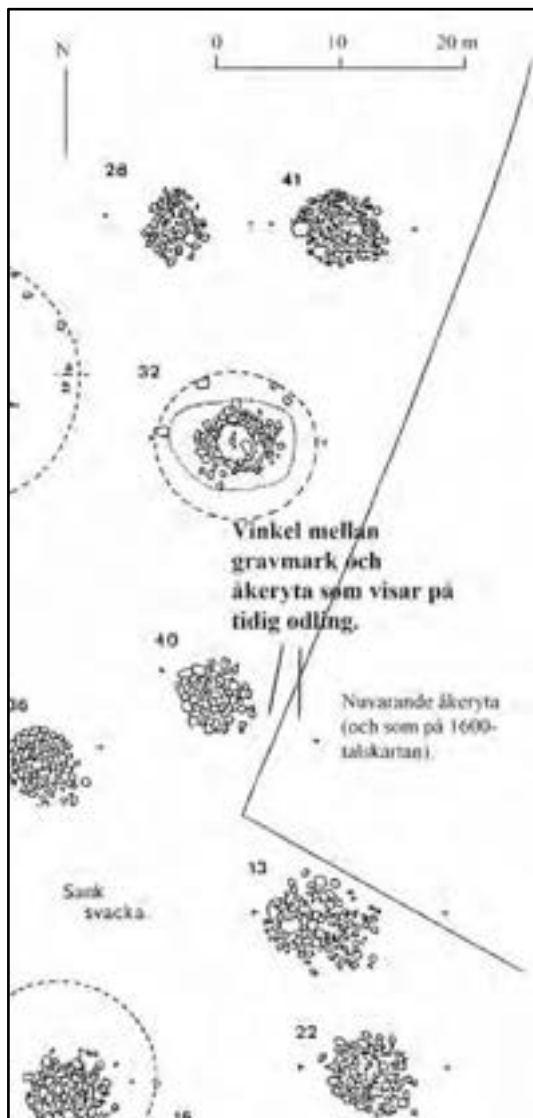 N
0 10 20 m
28
41
32
Vinkel mellan
gravmark och
åkeryta som visar på
tidig odling.
40
Nuvarande åkeryta
(och som på 1600-
talskartan).
36
13
Sank
svacka.
22
16